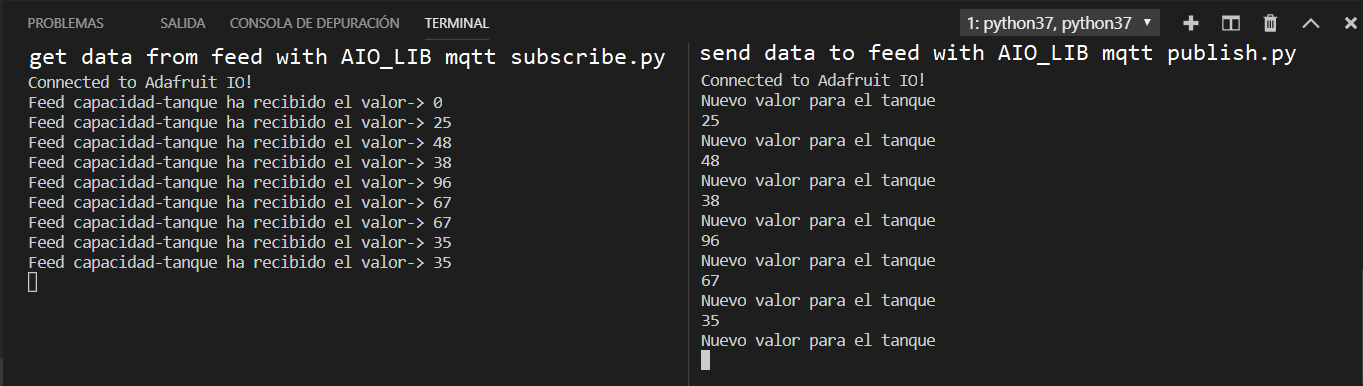 PROBLEMAS SALIDA CONSOLA DE DEPURACIÓN TERMINAL 1: python37, python37
get data from feed with AIO_LIB mqtt subscribe.py
Connected to Adafruit IO!
Feed capacidad-tanque ha recibido el valor-> 0
Feed capacidad-tanque ha recibido el valor-> 25
Feed capacidad-tanque ha recibido el valor-> 48
Feed capacidad-tanque ha recibido el valor-> 38
Feed capacidad-tanque ha recibido el valor-> 96
Feed capacidad-tanque ha recibido el valor-> 67
Feed capacidad-tanque ha recibido el valor-> 67
Feed capacidad-tanque ha recibido el valor-> 35
Feed capacidad-tanque ha recibido el valor-> 35
send data to feed with AIO_LIB mqtt publish.py
Connected to Adafruit IO!
Nuevo valor para el tanque
25
Nuevo valor para el tanque
48
Nuevo valor para el tanque
38
Nuevo valor para el tanque
96
Nuevo valor para el tanque
67
Nuevo valor para el tanque
35
Nuevo valor para el tanque